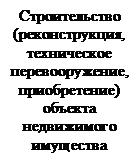 Строительство
(реконструкция,
техническое
перевооружение,
приобретение)
объекта
недвижимого
имущества